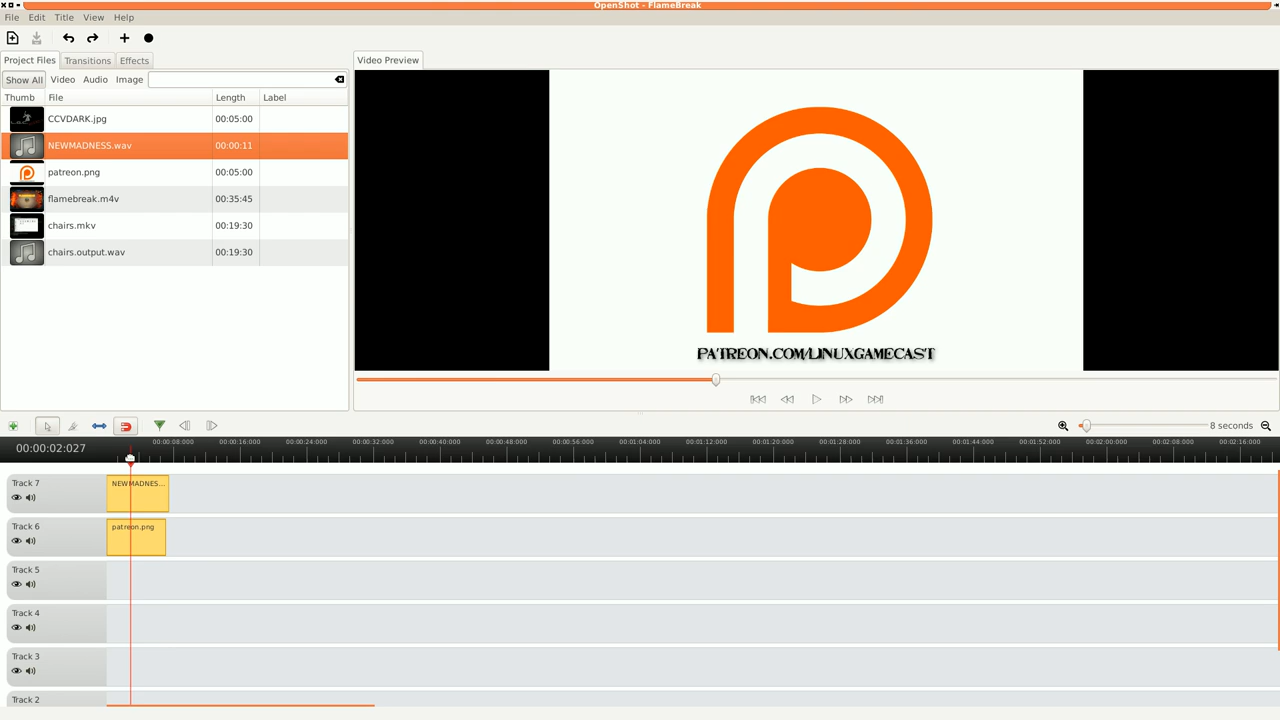 OpenShot - FlameBreak
File Edit Title View Help
Project Files Transitions Effects
Show All Video Audio Image
Thumb File Length Label
CCVDARK.jpg 00:05:00
NEWMADNESS.wav 00:00:11
patreon.png 00:05:00
flamebreak.m4v 00:35:45
chairs.mkv 00:19:30
chairs.output.wav 00:19:30
Video Preview
PATREON.COM/LINUXGAMECAST
8 seconds
00:00:02:027
00:00:08:000 00:00:16:000 00:00:24:000 00:00:32:000 00:00:40:000 00:00:48:000 00:00:56:000 00:01:04:000 00:01:12:000 00:01:20:000 00:01:28:000 00:01:36:000 00:01:44:000 00:01:52:000 00:02:00:000 00:02:08:000 00:02:16:000
Track 7 NEWMADNES...
Track 6 patreon.png
Track 5
Track 4
Track 3
Track 2